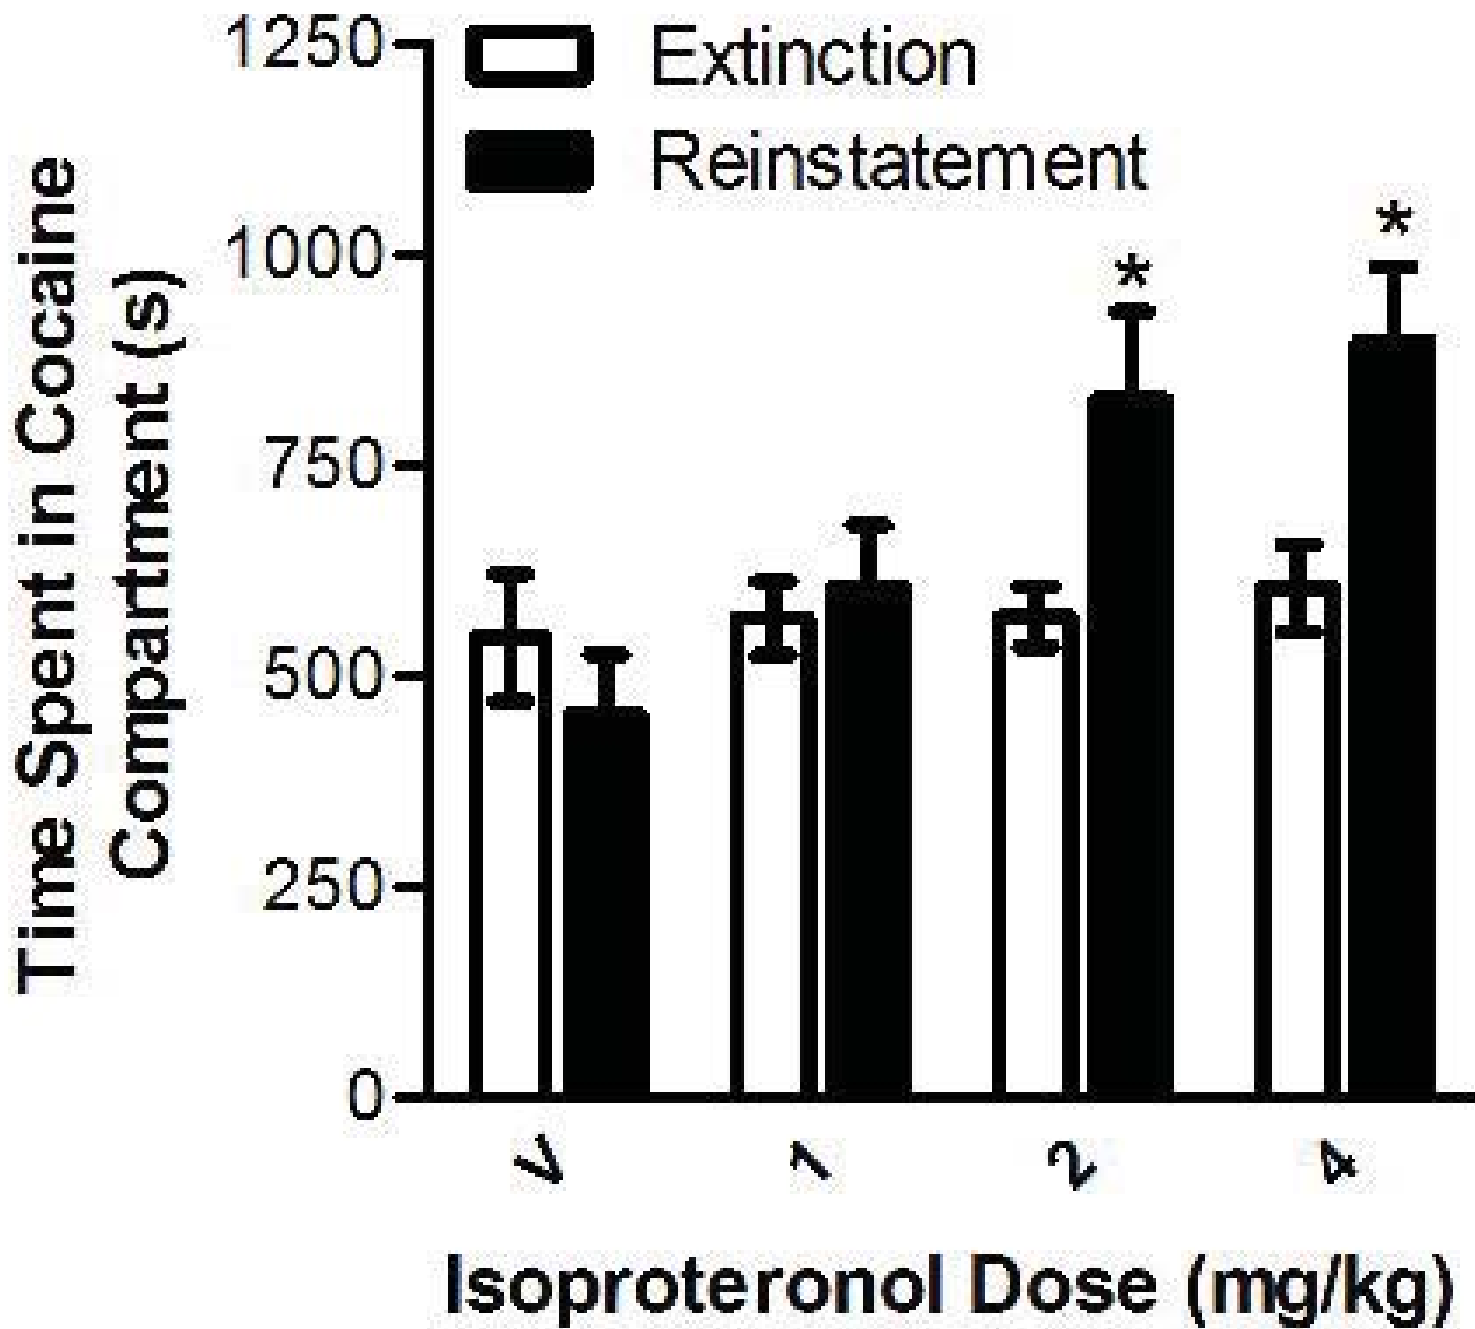 1250
1000
750
500
250
0
Extinction
Reinstatement
*
*
Time Spent in Cocaine
Compartment (s)
V
1
2
4
Isoproteronol Dose (mg/kg)